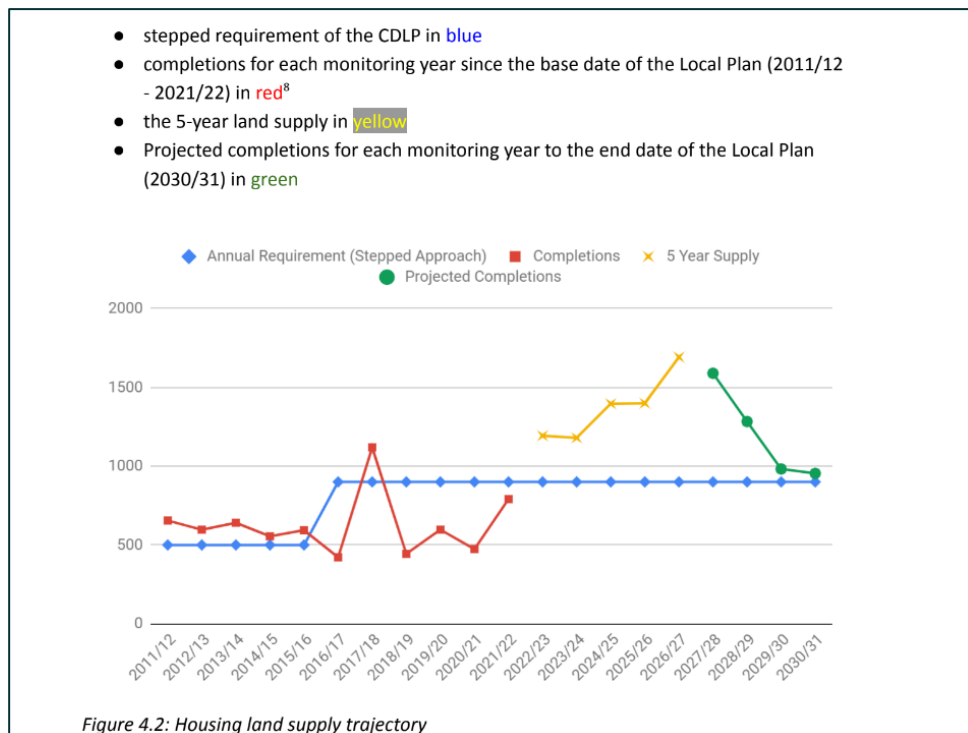 ● stepped requirement of the CDLP in blue
● completions for each monitoring year since the base date of the Local Plan (2011/12
- 2021/22) in red⁸
● the 5-year land supply in yellow
● Projected completions for each monitoring year to the end date of the Local Plan
(2030/31) in green
Annual Requirement (Stepped Approach) Completions 5 Year Supply
Projected Completions
2000
1500
1000
500
0
2011/12
2012/13
2013/14
2014/15
2015/16
2016/17
2017/18
2018/19
2019/20
2020/21
2021/22
2022/23
2023/24
2024/25
2025/26
2026/27
2027/28
2028/29
2029/30
2030/31
Figure 4.2: Housing land supply trajectory